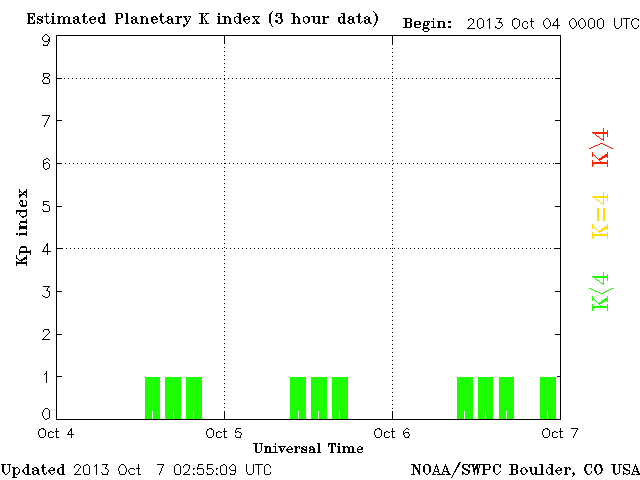 Estimated Planetary K index (3 hour data) Begin: 2013 Oct 04 0000 UTC
9
8
7
6
5
4
3
2
1
0
Kp index
K>4
K=4
K<4
Oct 4 Oct 5 Oct 6 Oct 7
Universal Time
Updated 2013 Oct 7 02:55:09 UTC NOAA/SWPC Boulder, CO USA